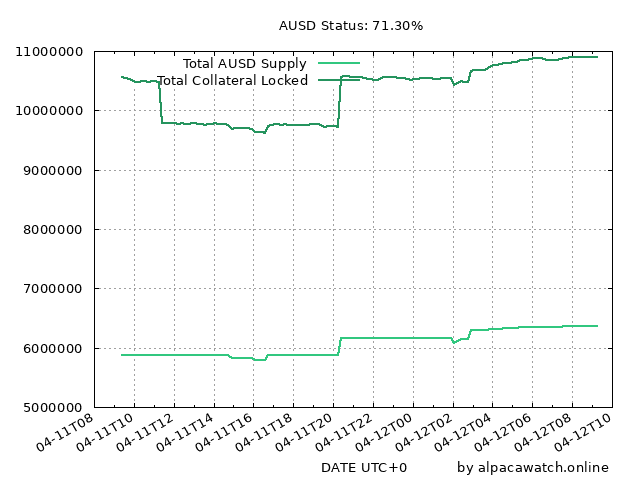 AUSD Status: 71.30%
11000000
10000000
9000000
8000000
7000000
6000000
5000000
Total AUSD Supply
Total Collateral Locked
04-11T08
04-11T10
04-11T12
04-11T14
04-11T16
04-11T18
04-11T20
04-11T22
04-12T00
04-12T02
04-12T04
04-12T06
04-12T08
04-12T10
DATE UTC+0
by alpacawatch.online